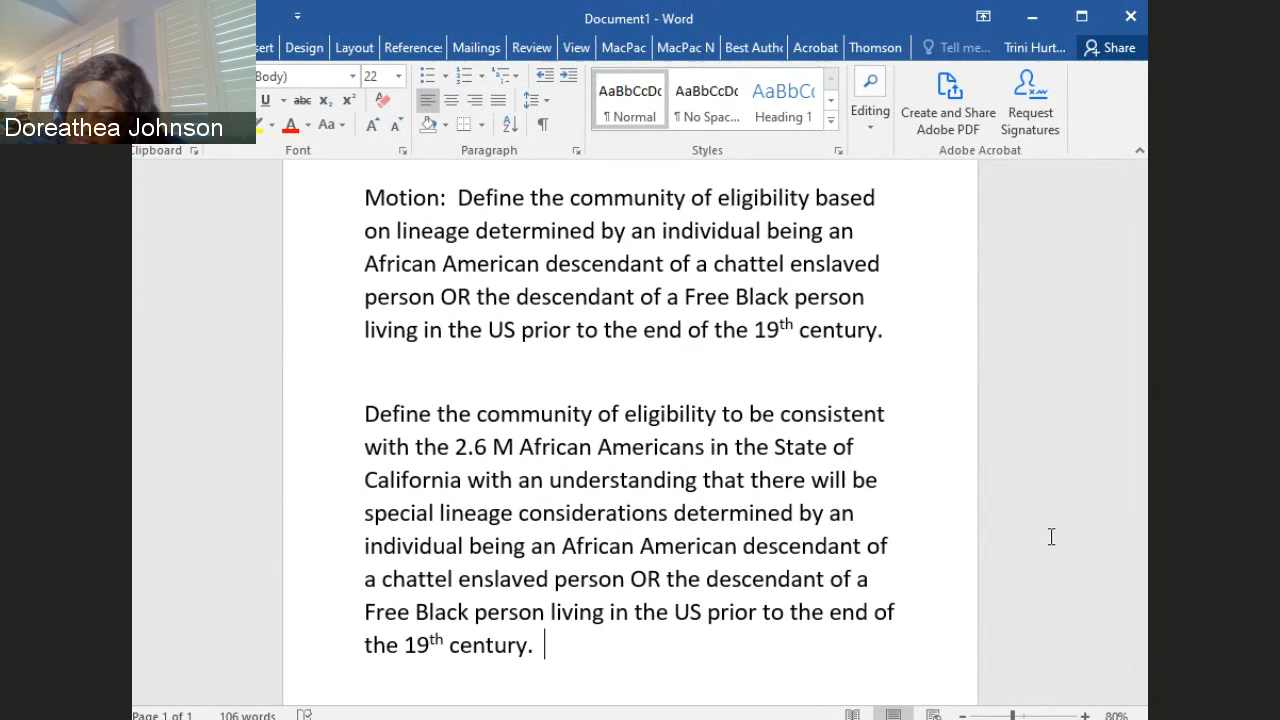 Document1 - Word
Design Layout Mailings Review View MacPac MacPac N Acrobat Thomson Tell me... Trini Hurt... Share
22
AaBbCcDc AaBbCcDc AaBbCc
¶ Normal ¶ No Spac... Heading 1
Editing
Create and Share Adobe PDF
Request Signatures
Doreathea Johnson
Font Paragraph Styles Adobe Acrobat
Motion: Define the community of eligibility based
on lineage determined by an individual being an
African American descendant of a chattel enslaved
person OR the descendant of a Free Black person
living in the US prior to the end of the 19th century.
Define the community of eligibility to be consistent
with the 2.6 M African Americans in the State of
California with an understanding that there will be
special lineage considerations determined by an
individual being an African American descendant of
a chattel enslaved person OR the descendant of a
Free Black person living in the US prior to the end of
the 19th century.
Page 1 of 1 106 words 80%